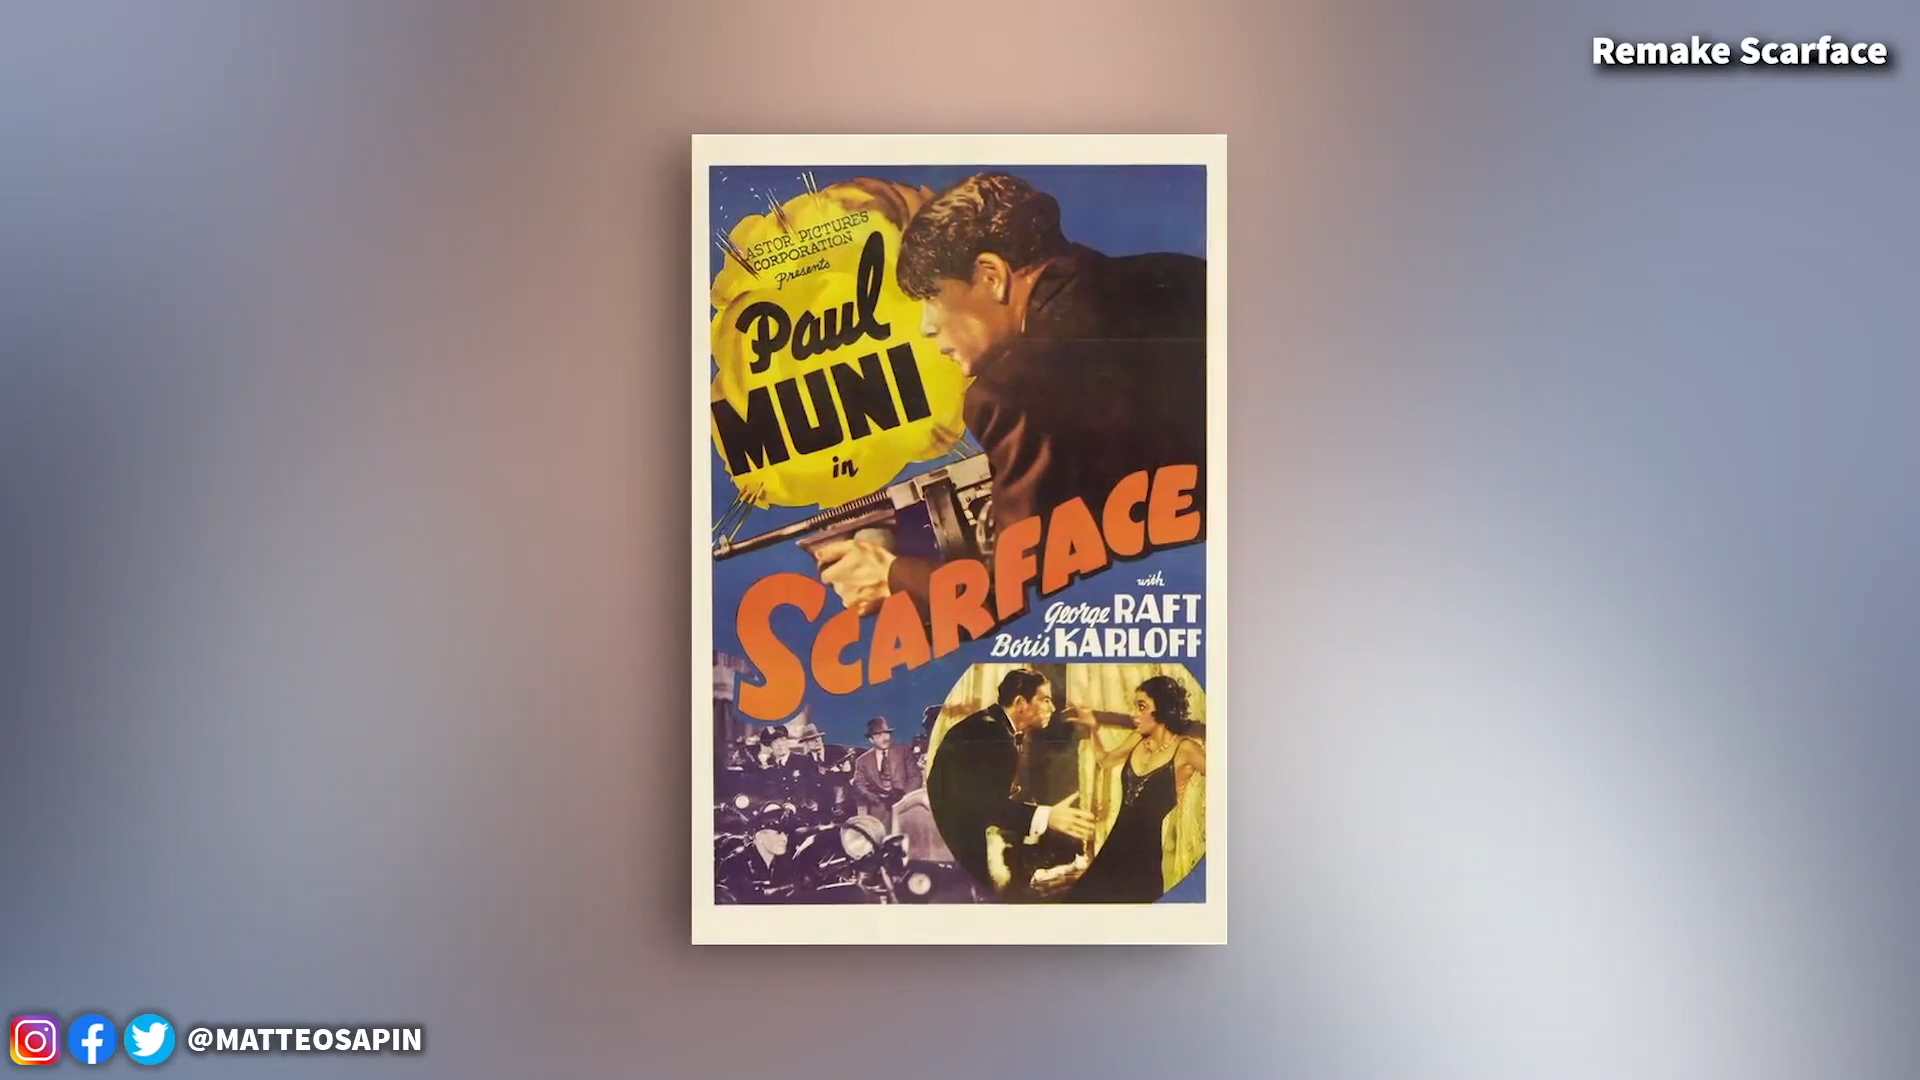 Remake Scarface
ASTOR PICTURES
CORPORATION
Presents
Paul
MUNI
in
SCARFACE
with
George RAFT
Boris KARLOFF
@MATTEOSAPIN